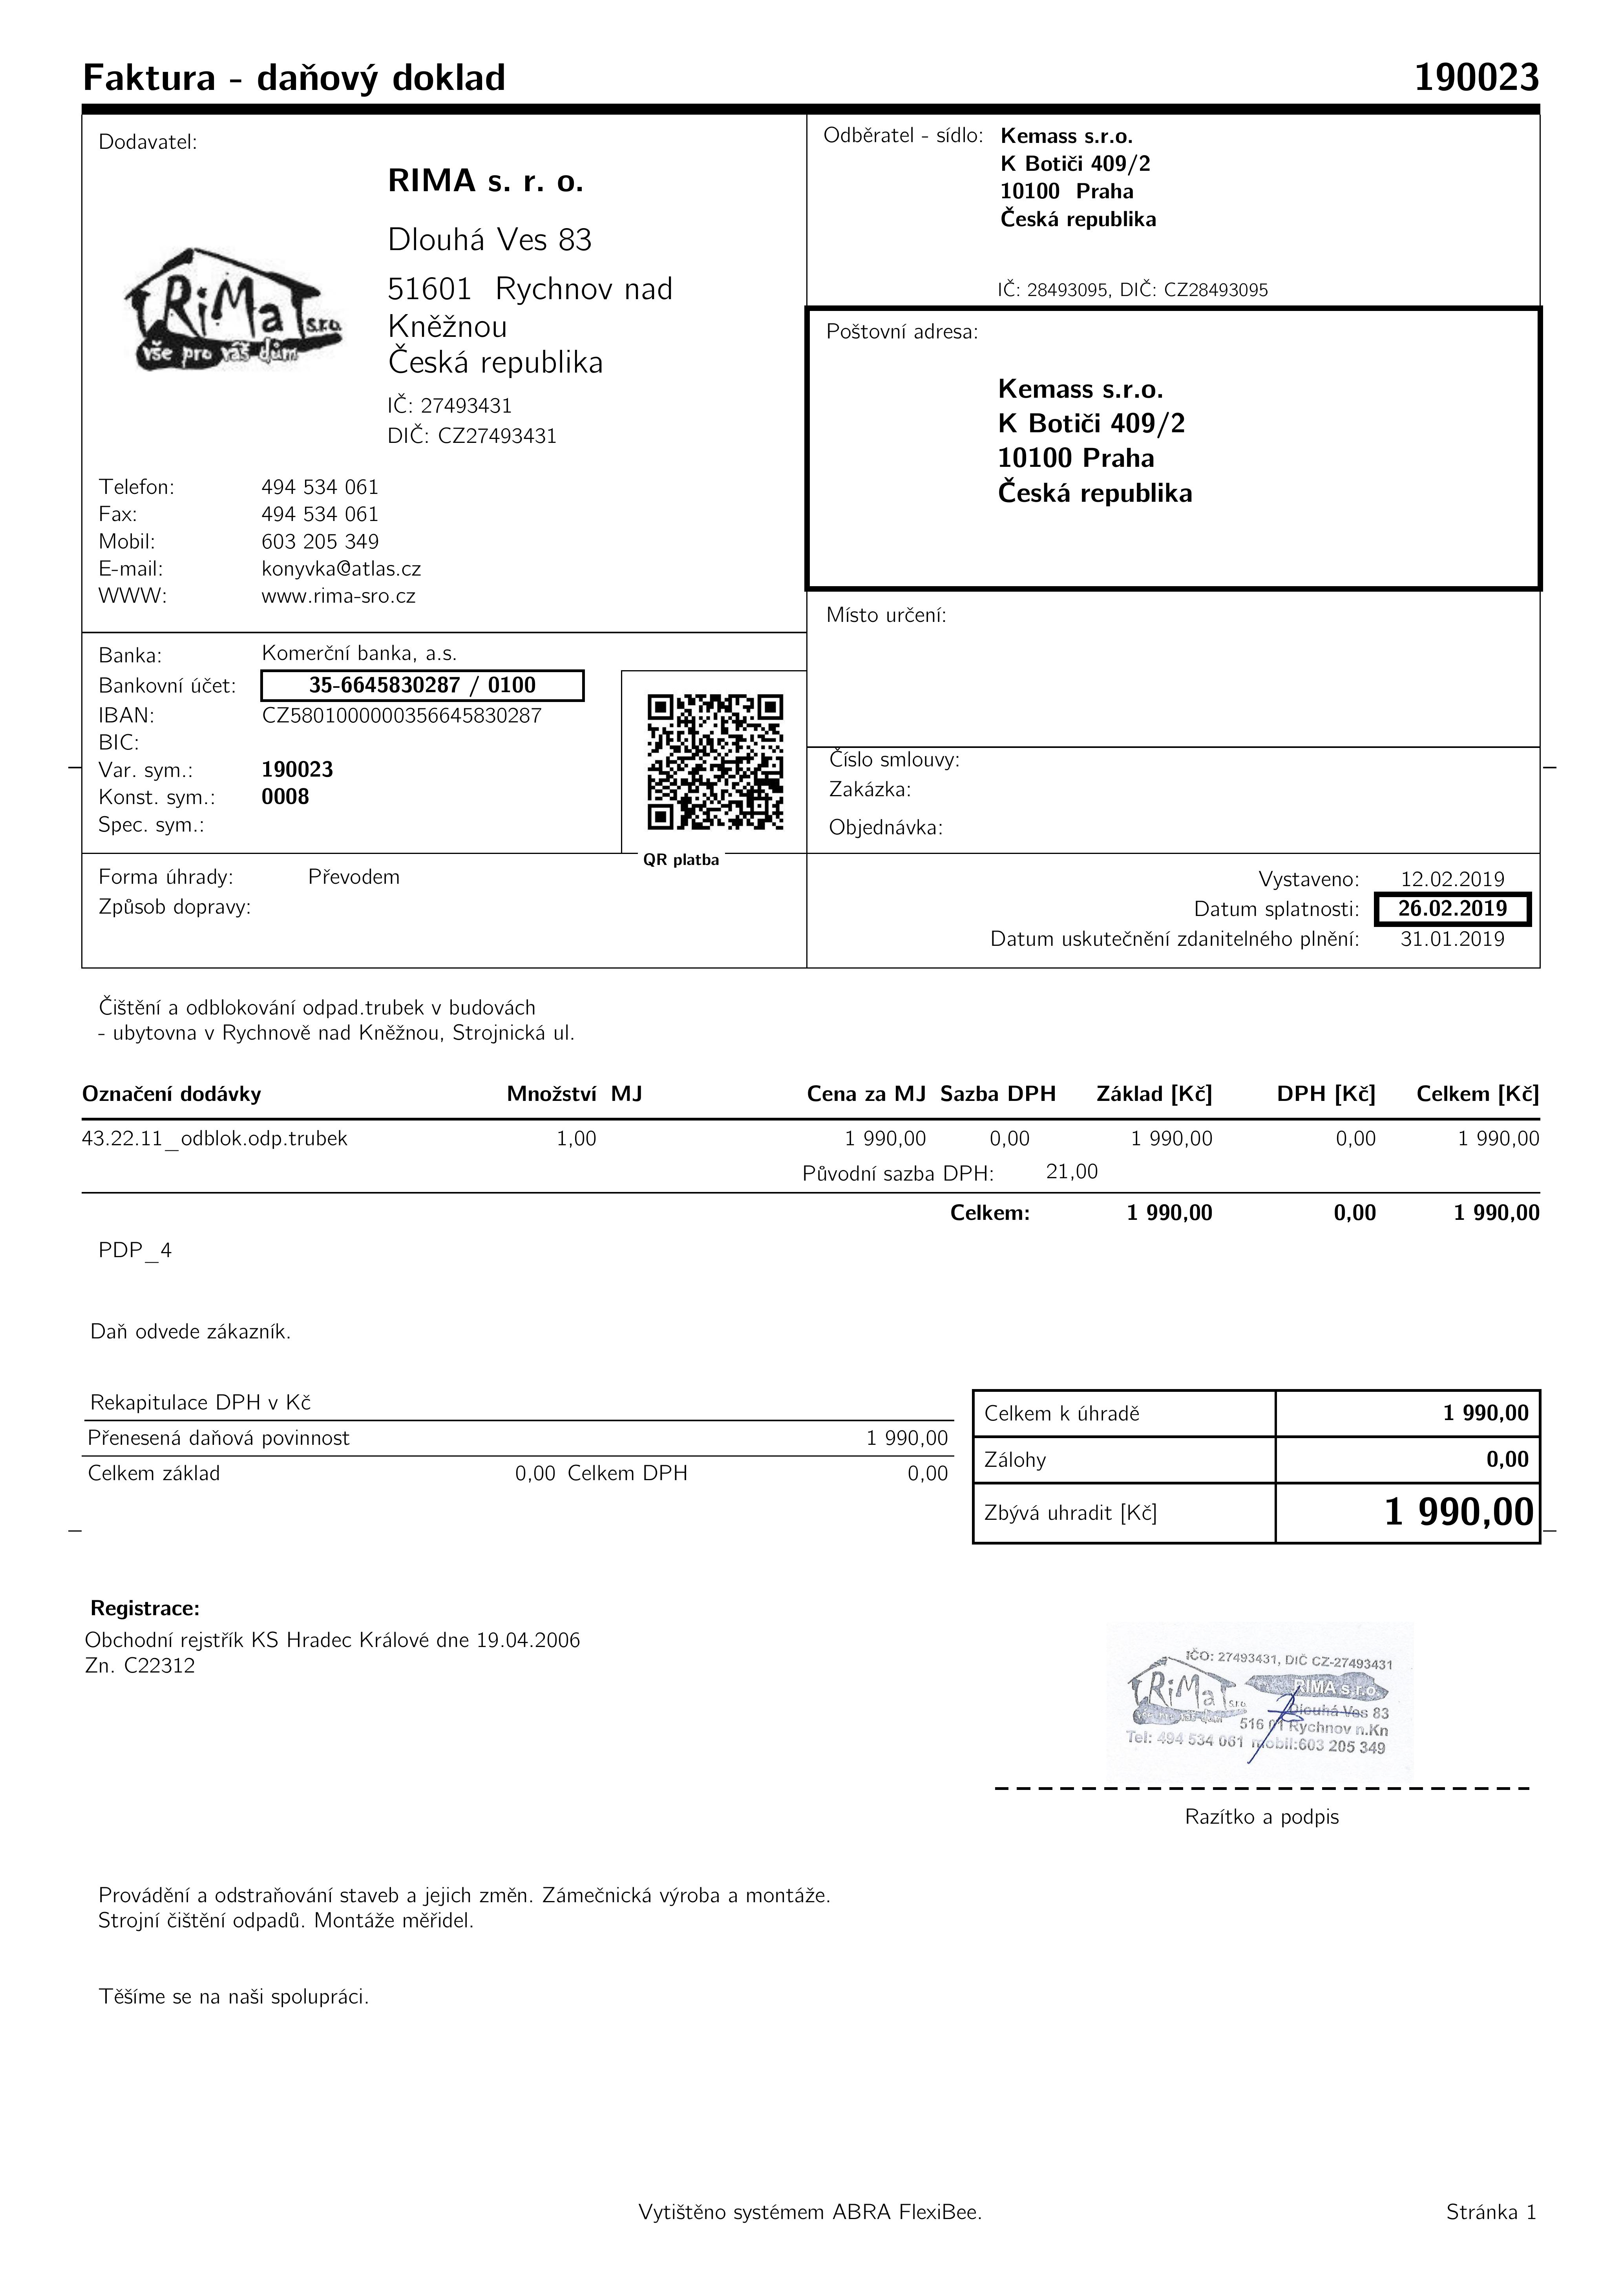 Faktura - daňový doklad 190023
Dodavatel:
RIMA s. r. o.
Dlouhá Ves 83
51601 Rychnov nad
Kněžnou
Česká republika
IČ: 27493431
DIČ: CZ27493431
RiMa s.r.o.
vše pro váš dům
Telefon: 494 534 061
Fax: 494 534 061
Mobil: 603 205 349
E-mail: konyvka@atlas.cz
WWW: www.rima-sro.cz
Banka: Komerční banka, a.s.
Bankovní účet: 35-6645830287 / 0100
IBAN: CZ5801000000356645830287
BIC:
Var. sym.: 190023
Konst. sym.: 0008
Spec. sym.:
QR platba
Forma úhrady: Převodem
Způsob dopravy:
Odběratel - sídlo: Kemass s.r.o.
K Botiči 409/2
10100 Praha
Česká republika
IČ: 28493095, DIČ: CZ28493095
Poštovní adresa:
Kemass s.r.o.
K Botiči 409/2
10100 Praha
Česká republika
Místo určení:
Číslo smlouvy:
Zakázka:
Objednávka:
Vystaveno: 12.02.2019
Datum splatnosti: 26.02.2019
Datum uskutečnění zdanitelného plnění: 31.01.2019
Čištění a odblokování odpad.trubek v budovách
- ubytovna v Rychnově nad Kněžnou, Strojnická ul.
Označení dodávky Množství MJ Cena za MJ Sazba DPH Základ [Kč] DPH [Kč] Celkem [Kč]
43.22.11_odblok.odp.trubek 1,00 1 990,00 0,00 1 990,00 0,00 1 990,00
Původní sazba DPH: 21,00
Celkem: 1 990,00 0,00 1 990,00
PDP_4
Daň odvede zákazník.
Rekapitulace DPH v Kč
Přenesená daňová povinnost 1 990,00
Celkem základ 0,00 Celkem DPH 0,00
Celkem k úhradě 1 990,00
Zálohy 0,00
Zbývá uhradit [Kč] 1 990,00
Registrace:
Obchodní rejstřík KS Hradec Králové dne 19.04.2006
Zn. C22312
IČO: 27493431, DIČ CZ-27493431
RiMa s.r.o. RIMA s.r.o.
Dlouhá Ves 83
516 01 Rychnov n.Kn
Tel: 494 534 061 mobil:603 205 349
Razítko a podpis
Provádění a odstraňování staveb a jejich změn. Zámečnická výroba a montáže.
Strojní čištění odpadů. Montáže měřidel.
Těšíme se na naši spolupráci.
Vytištěno systémem ABRA FlexiBee. Stránka 1